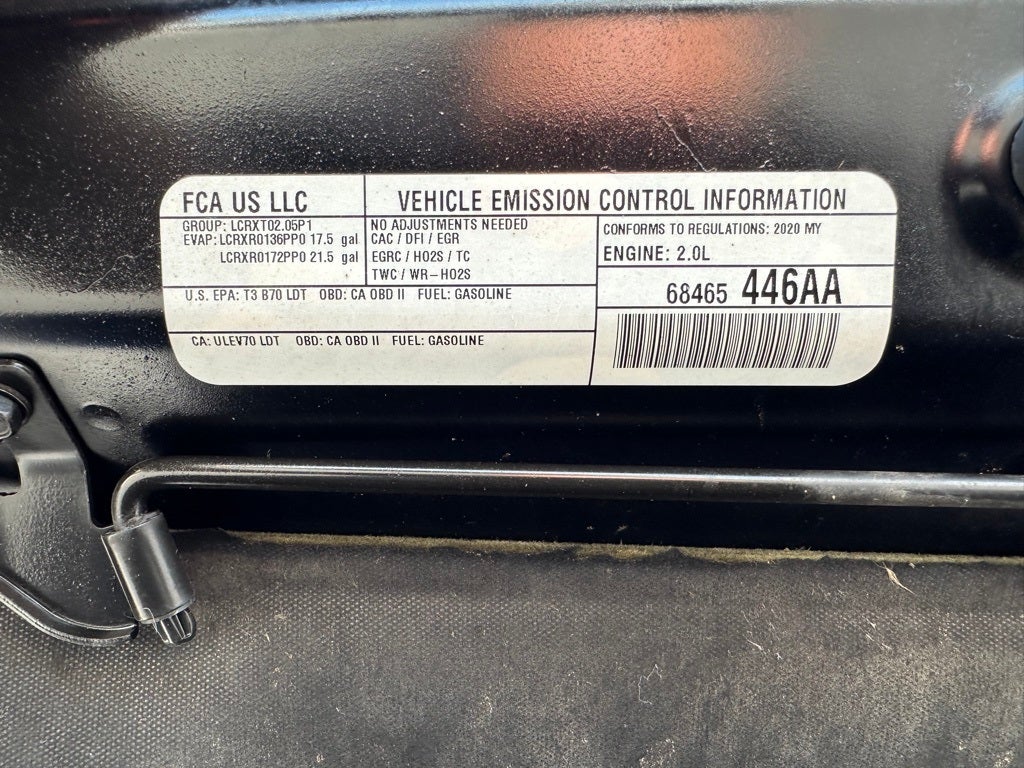 FCA US LLC
VEHICLE EMISSION CONTROL INFORMATION
GROUP: LCRXT02.05P1
EVAP: LCRXR0136PP0 17.5 gal
LCRXR0172PP0 21.5 gal
NO ADJUSTMENTS NEEDED
CAC / DFI / EGR
EGRC / HO2S / TC
TWC / WR-HO2S
CONFORMS TO REGULATIONS: 2020 MY
ENGINE: 2.0L
68465 446AA
U.S. EPA: T3 B70 LDT OBD: CA OBD II FUEL: GASOLINE
CA: ULEV70 LDT OBD: CA OBD II FUEL: GASOLINE